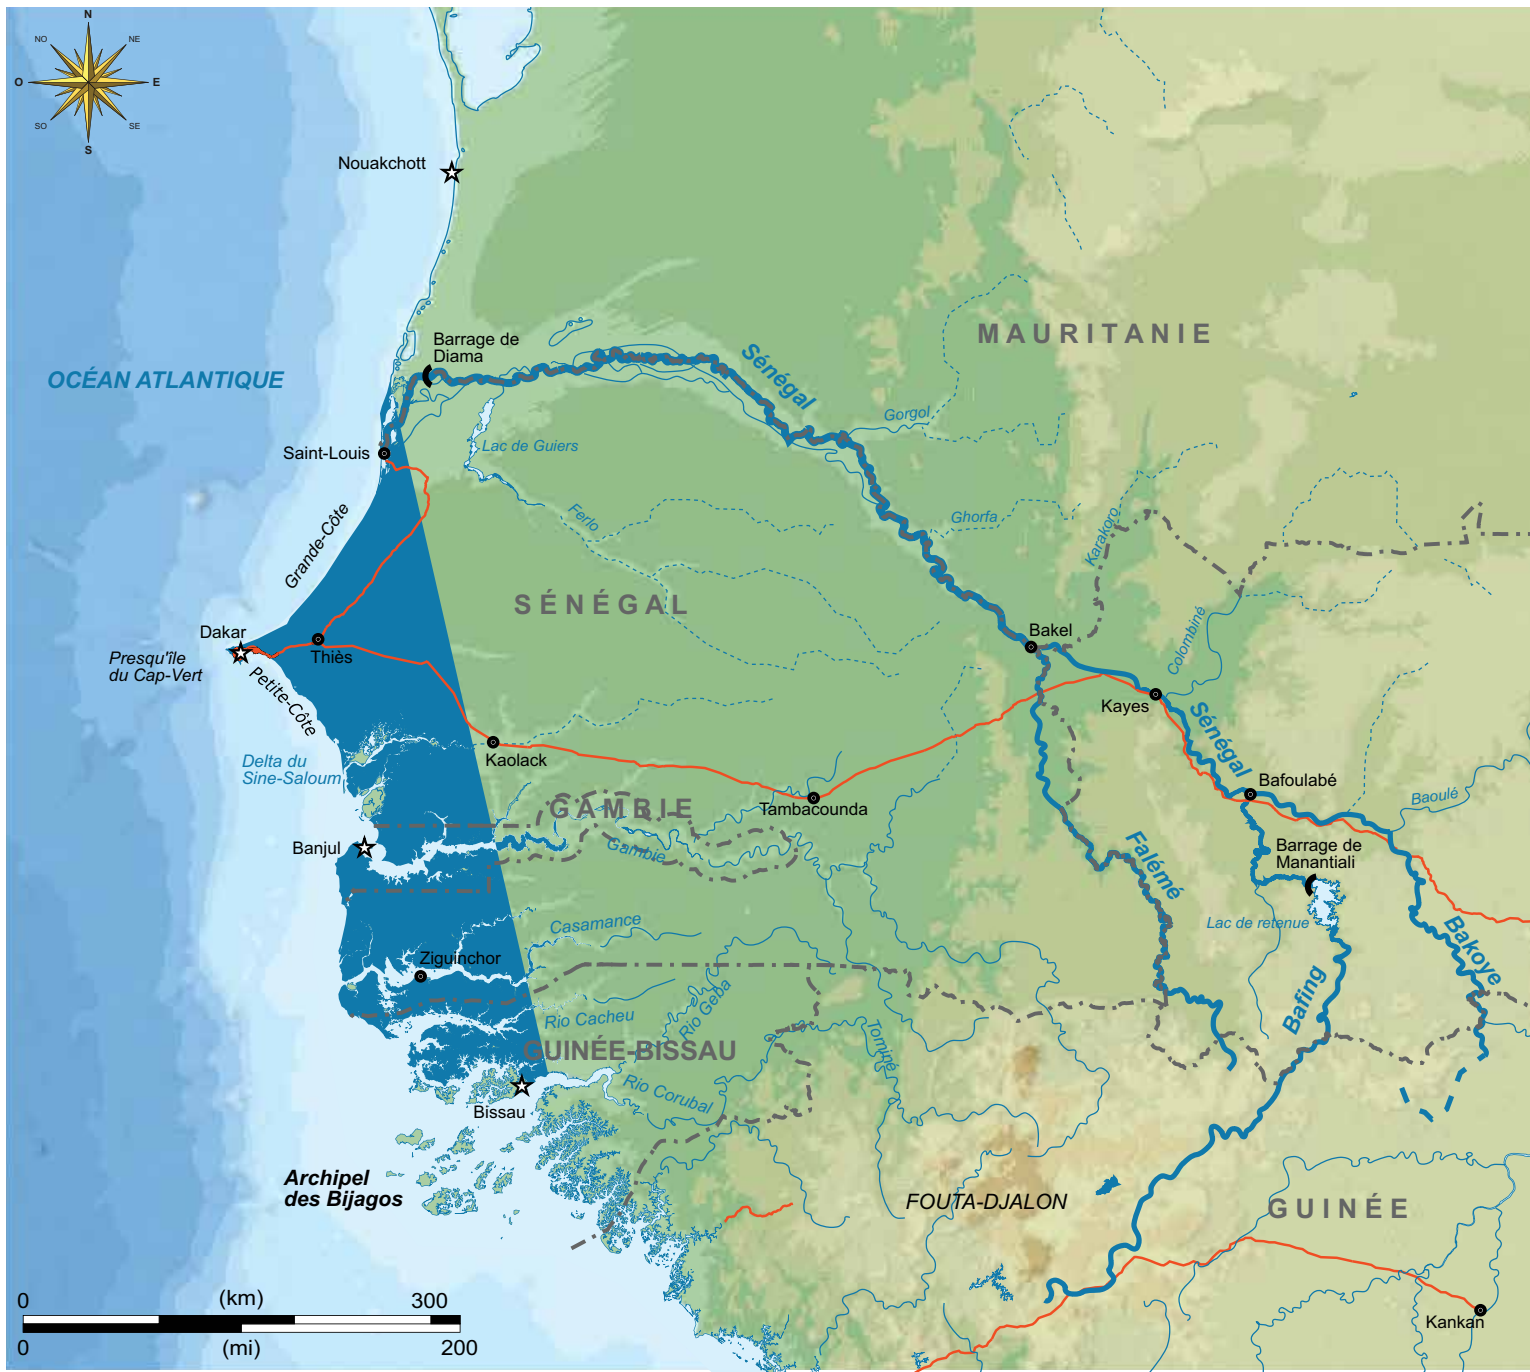 N
NO
NE
O
E
SO
SE
S
Nouakchott
MAURITANIE
Barrage de
Diama
Sénégal
OCÉAN ATLANTIQUE
Gorgol
Saint-Louis
Lac de Guiers
Grande-Côte
Ferlo
Ghorfa
Karakoro
SÉNÉGAL
Colombiné
Dakar
Bakel
Thiès
Presqu'île
du Cap-Vert
Petite-Côte
Kayes
Sénégal
Kaolack
Delta du
Sine-Saloum
Bafoulabé
Baoulé
GAMBIE
Tambacounda
Banjul
Gambie
Falémé
Barrage de
Manantiali
Lac de retenue
Casamance
Bakoye
Ziguinchor
Bafing
Rio Cacheu
Rio Geba
Tominé
GUINÉE-BISSAU
Rio Corubal
Bissau
Archipel
des Bijagos
FOUTA-DJALON
GUINÉE
0
(km)
300
0
(mi)
200
Kankan